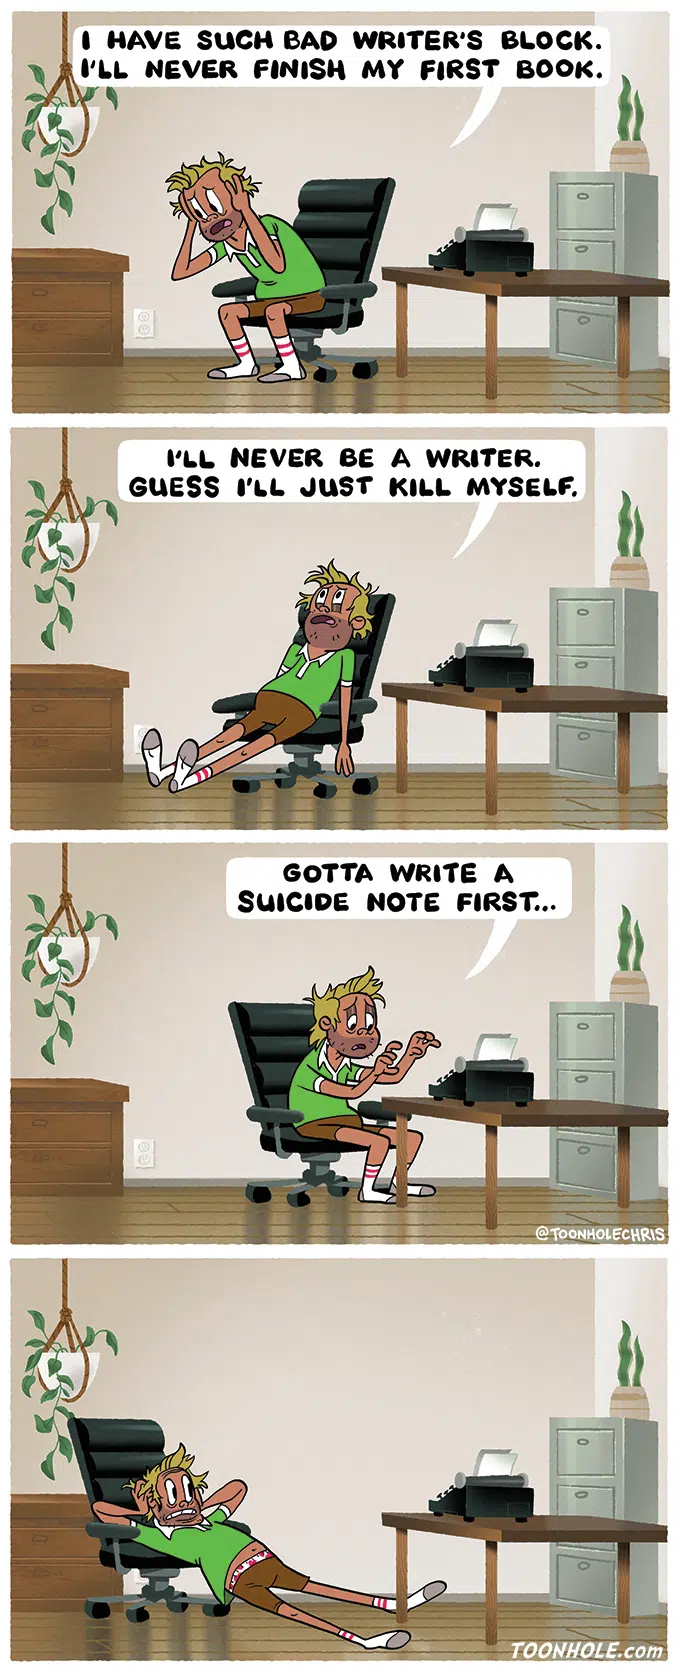 I HAVE SUCH BAD WRITER'S BLOCK.
I'LL NEVER FINISH MY FIRST BOOK.
I'LL NEVER BE A WRITER.
GUESS I'LL JUST KILL MYSELF.
GOTTA WRITE A
SUICIDE NOTE FIRST...
@TOONHOLECHRIS
TOONHOLE.com